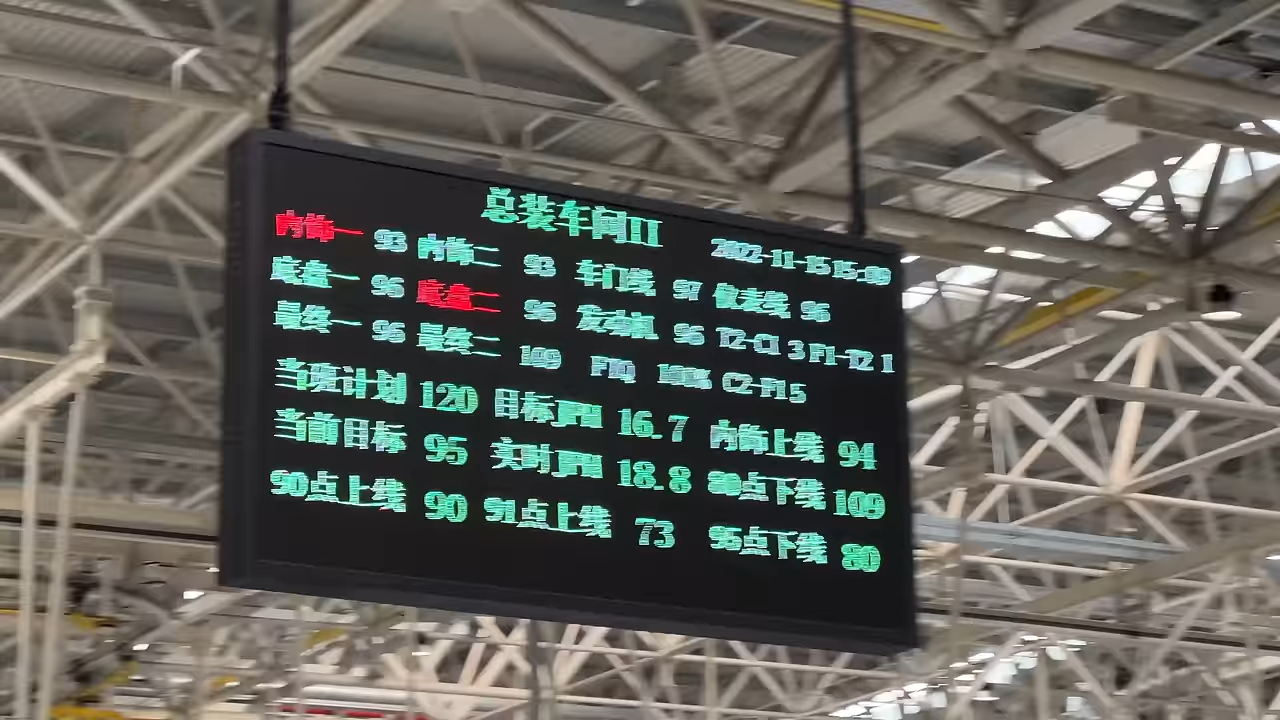 总装车间II 2022-11-15 15:09
内饰一 93 内饰二 93 车门线 97 仪表线 96
底盘一 96 底盘二 96 发动机 96 T2-C1 3 F1-T2 1
最终一 96 最终二 109 FTQ 100% C2-F1 5
当班计划 120 目标JPH 16.7 内饰上线 94
当前目标 95 实时JPH 18.8 80点下线 109
90点上线 90 91点上线 73 95点下线 80